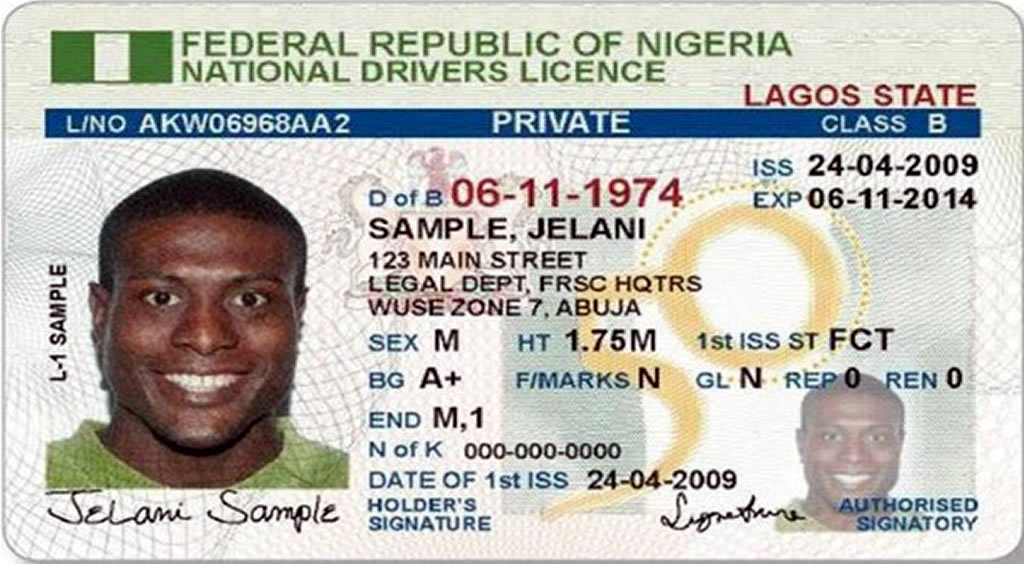 FEDERAL REPUBLIC OF NIGERIA
NATIONAL DRIVERS LICENCE
LAGOS STATE
L/NO AKW06968AA2 PRIVATE CLASS B
ISS 24-04-2009
D of B 06-11-1974 EXP 06-11-2014
SAMPLE, JELANI
123 MAIN STREET
LEGAL DEPT, FRSC HQTRS
WUSE ZONE 7, ABUJA
L-1 SAMPLE
SEX M HT 1.75M 1st ISS ST FCT
BG A+ F/MARKS N GL N REP 0 REN 0
END M,1
N of K 000-000-0000
DATE OF 1st ISS 24-04-2009
Jelani Sample HOLDER'S SIGNATURE Signature AUTHORISED SIGNATORY